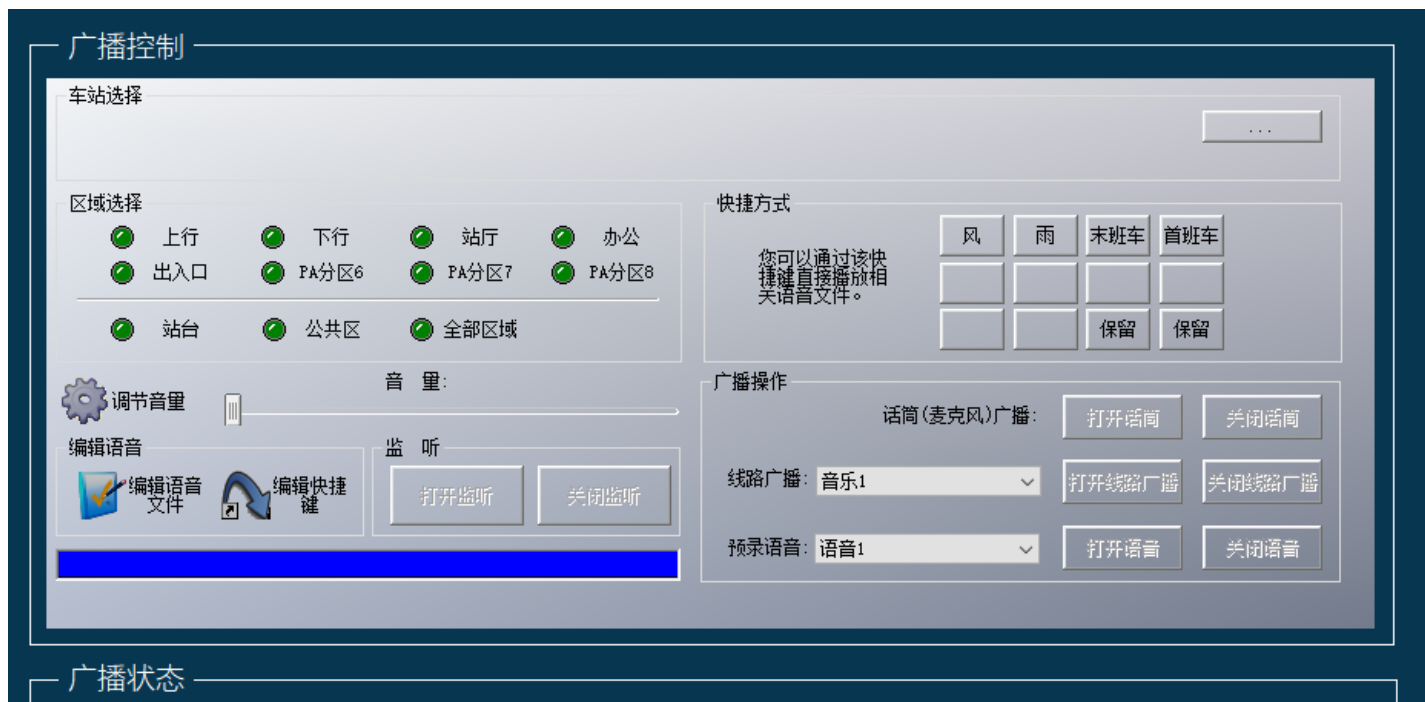 广播控制
车站选择
...
区域选择
上行 下行 站厅 办公
出入口 PA分区6 PA分区7 PA分区8
站台 公共区 全部区域
快捷方式
您可以通过该快
捷键直接播放相
关语音文件。
风 雨 末班车 首班车
保留 保留
调节音量
音 量:
编辑语音
编辑语音
文件
编辑快捷
键
监 听
打开监听 关闭监听
广播操作
话筒(麦克风)广播: 打开话筒 关闭话筒
线路广播: 音乐1 打开线路广播 关闭线路广播
预录语音: 语音1 打开语音 关闭语音
广播状态